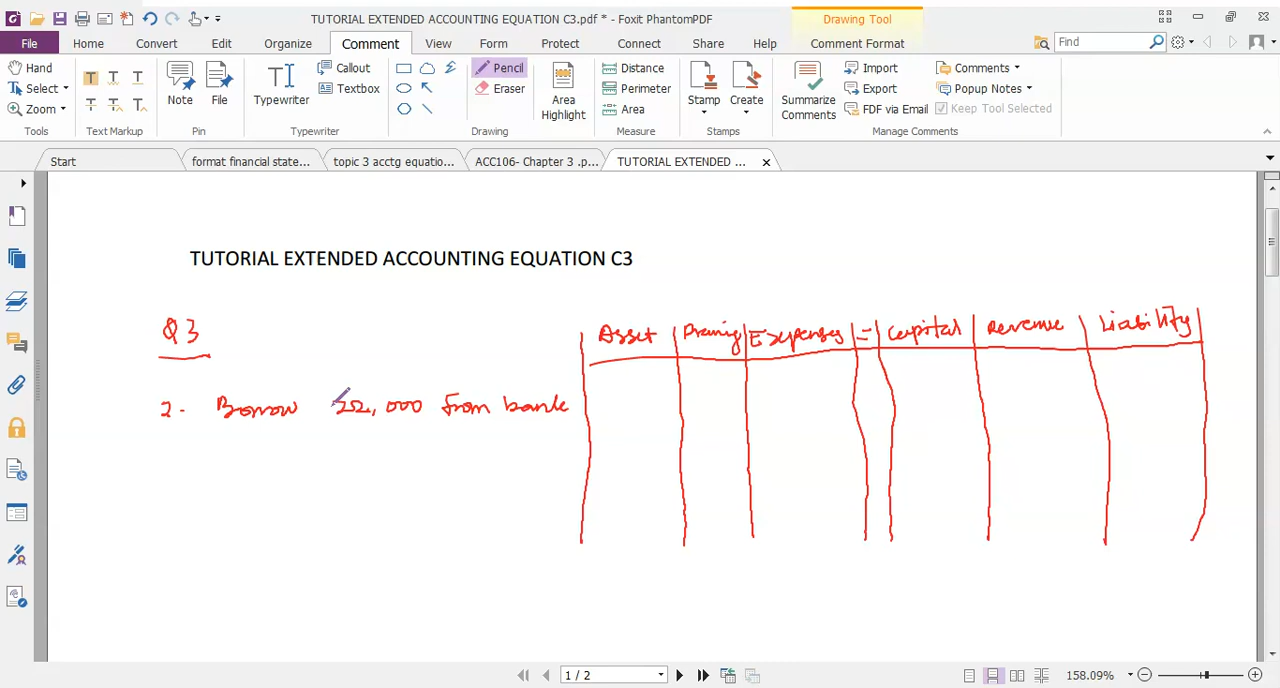 TUTORIAL EXTENDED ACCOUNTING EQUATION C3.pdf * - Foxit PhantomPDF
Drawing Tool
File Home Convert Edit Organize Comment View Form Protect Connect Share Help Comment Format Find
Hand Select Zoom Tools
Text Markup
Note File Pin
Typewriter Callout Textbox Typewriter
Pencil Eraser Drawing
Area Highlight Distance Perimeter Area Measure
Stamp Create Stamps
Summarize Comments Import Export FDF via Email Comments Popup Notes Keep Tool Selected Manage Comments
Start format financial state... topic 3 acctg equatio... ACC106- Chapter 3 .p... TUTORIAL EXTENDED ...
TUTORIAL EXTENDED ACCOUNTING EQUATION C3
Q3
Asset Expenses = Capital Revenue Liability
2. Borrow 000 from bank
1 / 2 158.09%